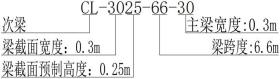 CL-3025-66-30
次梁
主梁宽度: 0.3m
梁截面宽度: 0.3m
梁跨度: 6.6m
梁截面预制高度: 0.25m